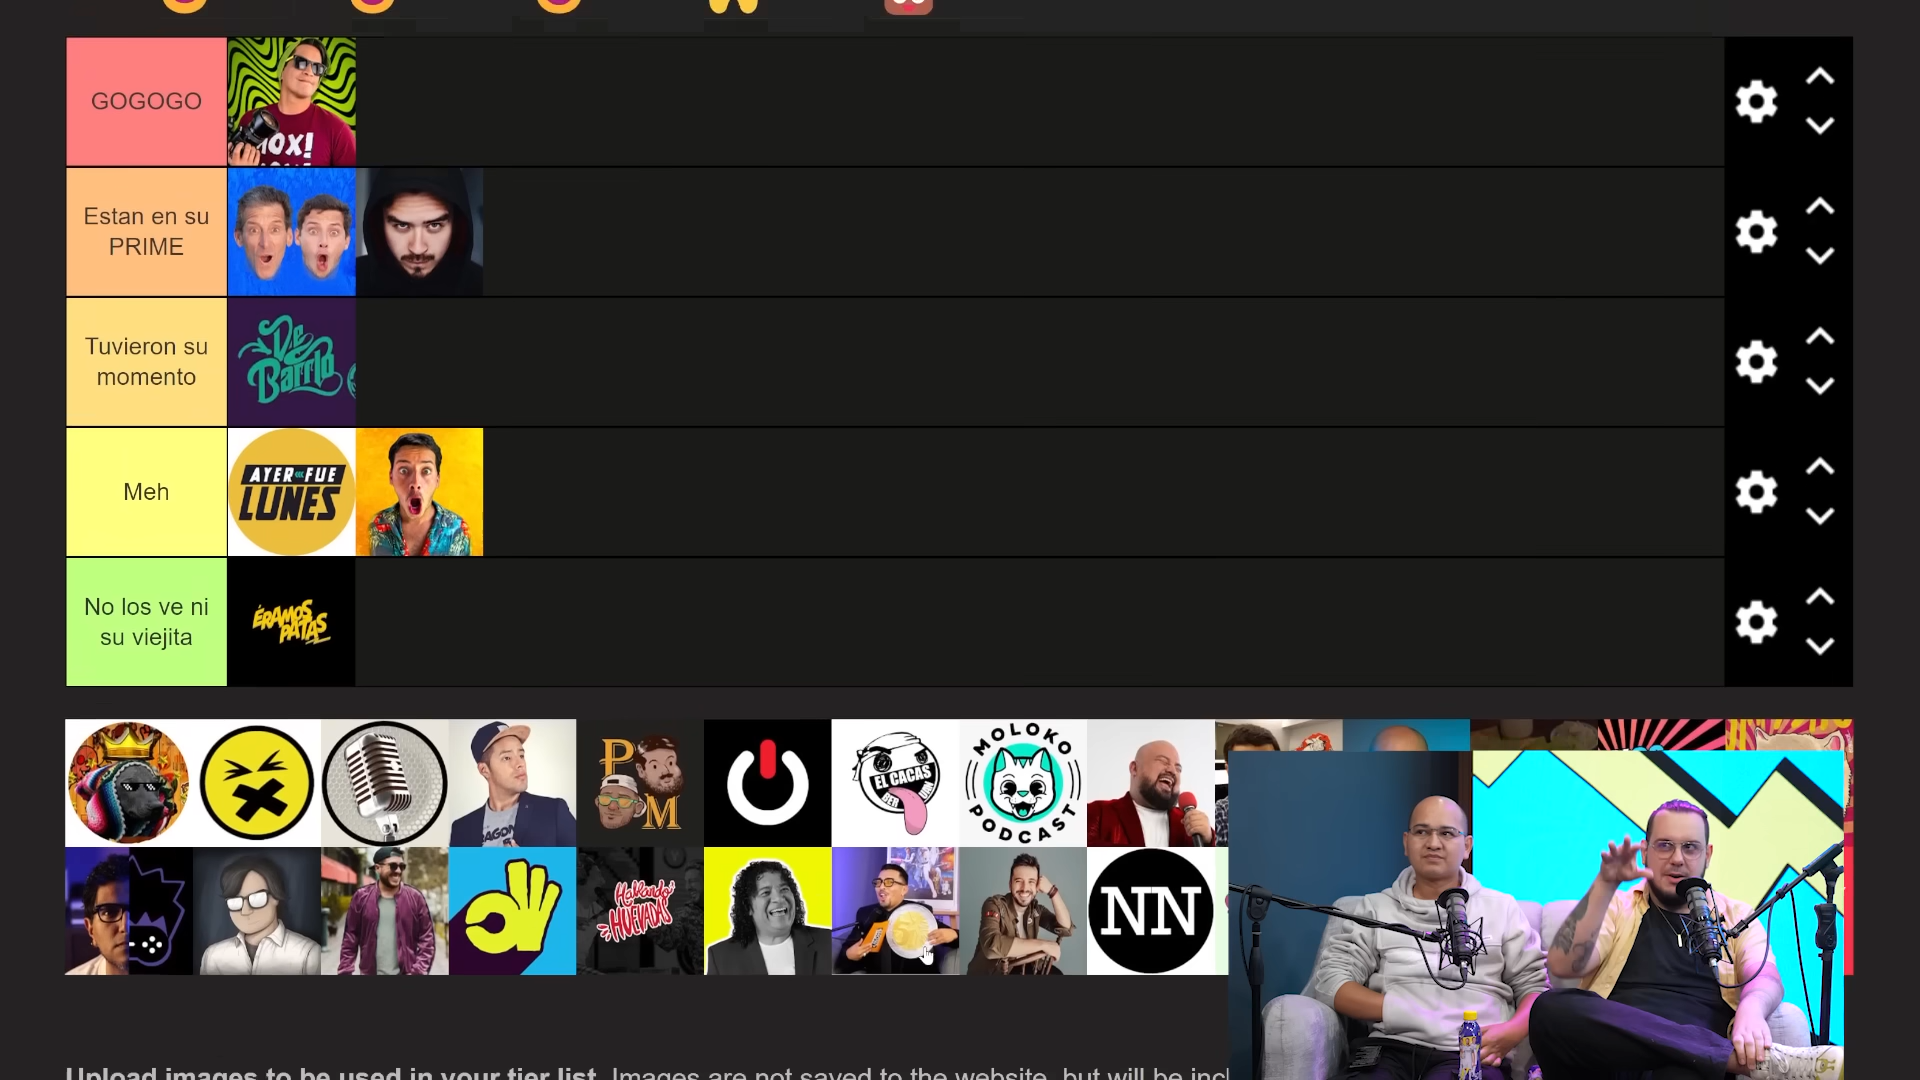 GOGOGO
OX!
Estan en su
PRIME
Tuvieron su
momento
De
Barrio
Meh
AYER FUE
LUNES
No los ve ni
su viejita
ÉRAMOS
PATAS
P
M
EL CACAS
MOLOKO
PODCAST
DRAGON
Hablando
HUEVADAS
NN
Upload images to be used in your tier list. Images are not saved to the website, but will be incl